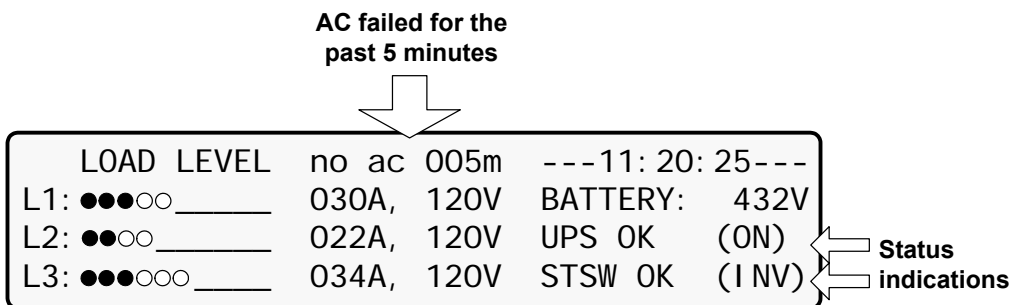 AC failed for the
past 5 minutes
LOAD LEVEL no ac 005m ---11:20:25---
L1: ●●●○○_____ 030A, 120V BATTERY: 432V
L2: ●●○○______ 022A, 120V UPS OK (ON)
L3: ●●●○○○____ 034A, 120V STSW OK (INV)
Status
indications